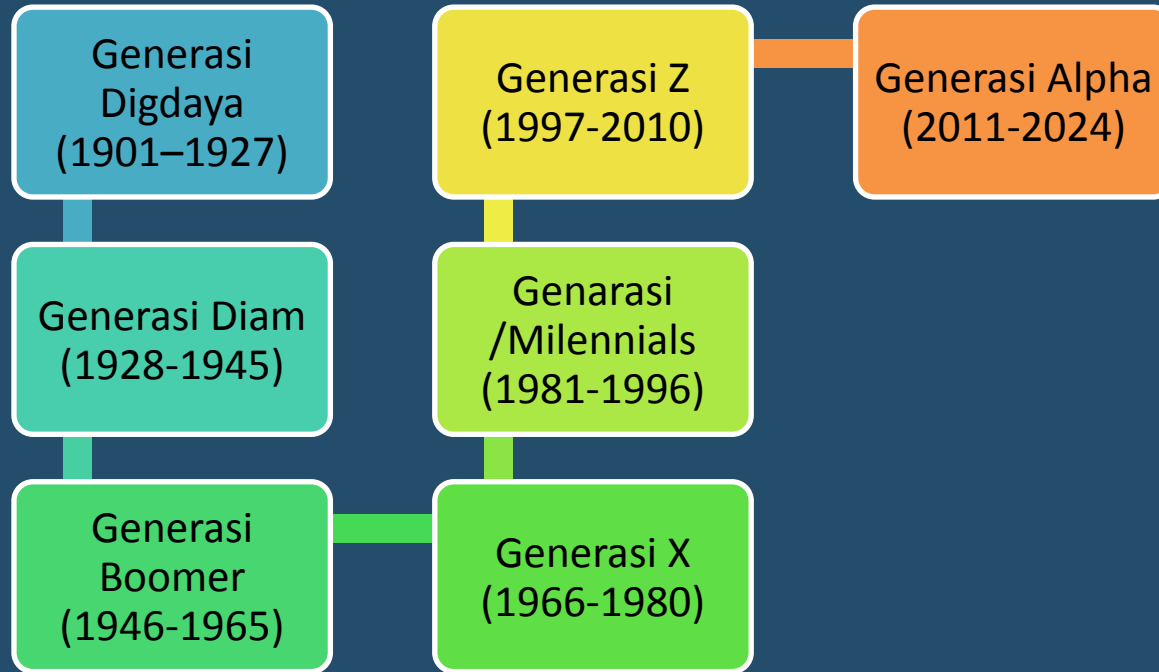 Generasi
Digdaya
(1901–1927)
Generasi Diam
(1928-1945)
Generasi
Boomer
(1946-1965)
Generasi X
(1966-1980)
Genarasi
/Milennials
(1981-1996)
Generasi Z
(1997-2010)
Generasi Alpha
(2011-2024)